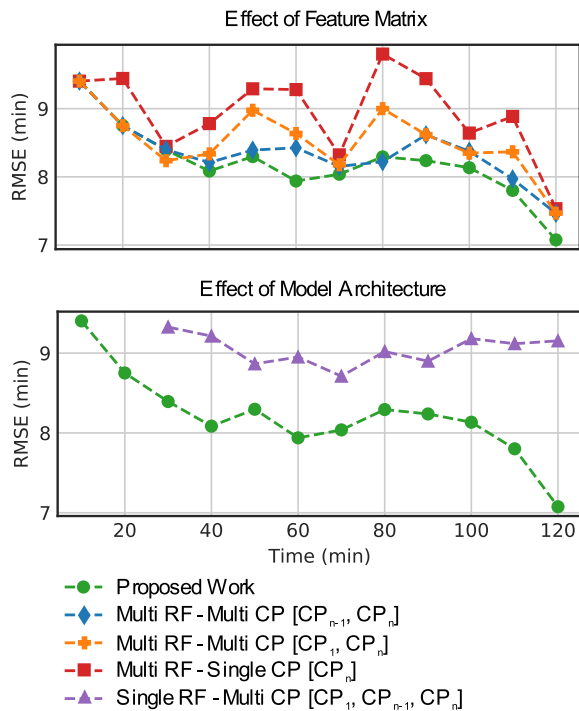 Effect of Feature Matrix
RMSE (min)
9
8
7
Effect of Model Architecture
RMSE (min)
9
8
7
20 40 60 80 100 120
Time (min)
Proposed Work
Multi RF - Multi CP [CPₙ₋₁, CPₙ]
Multi RF - Multi CP [CP₁, CPₙ]
Multi RF - Single CP [CPₙ]
Single RF - Multi CP [CP₁, CPₙ₋₁, CPₙ]